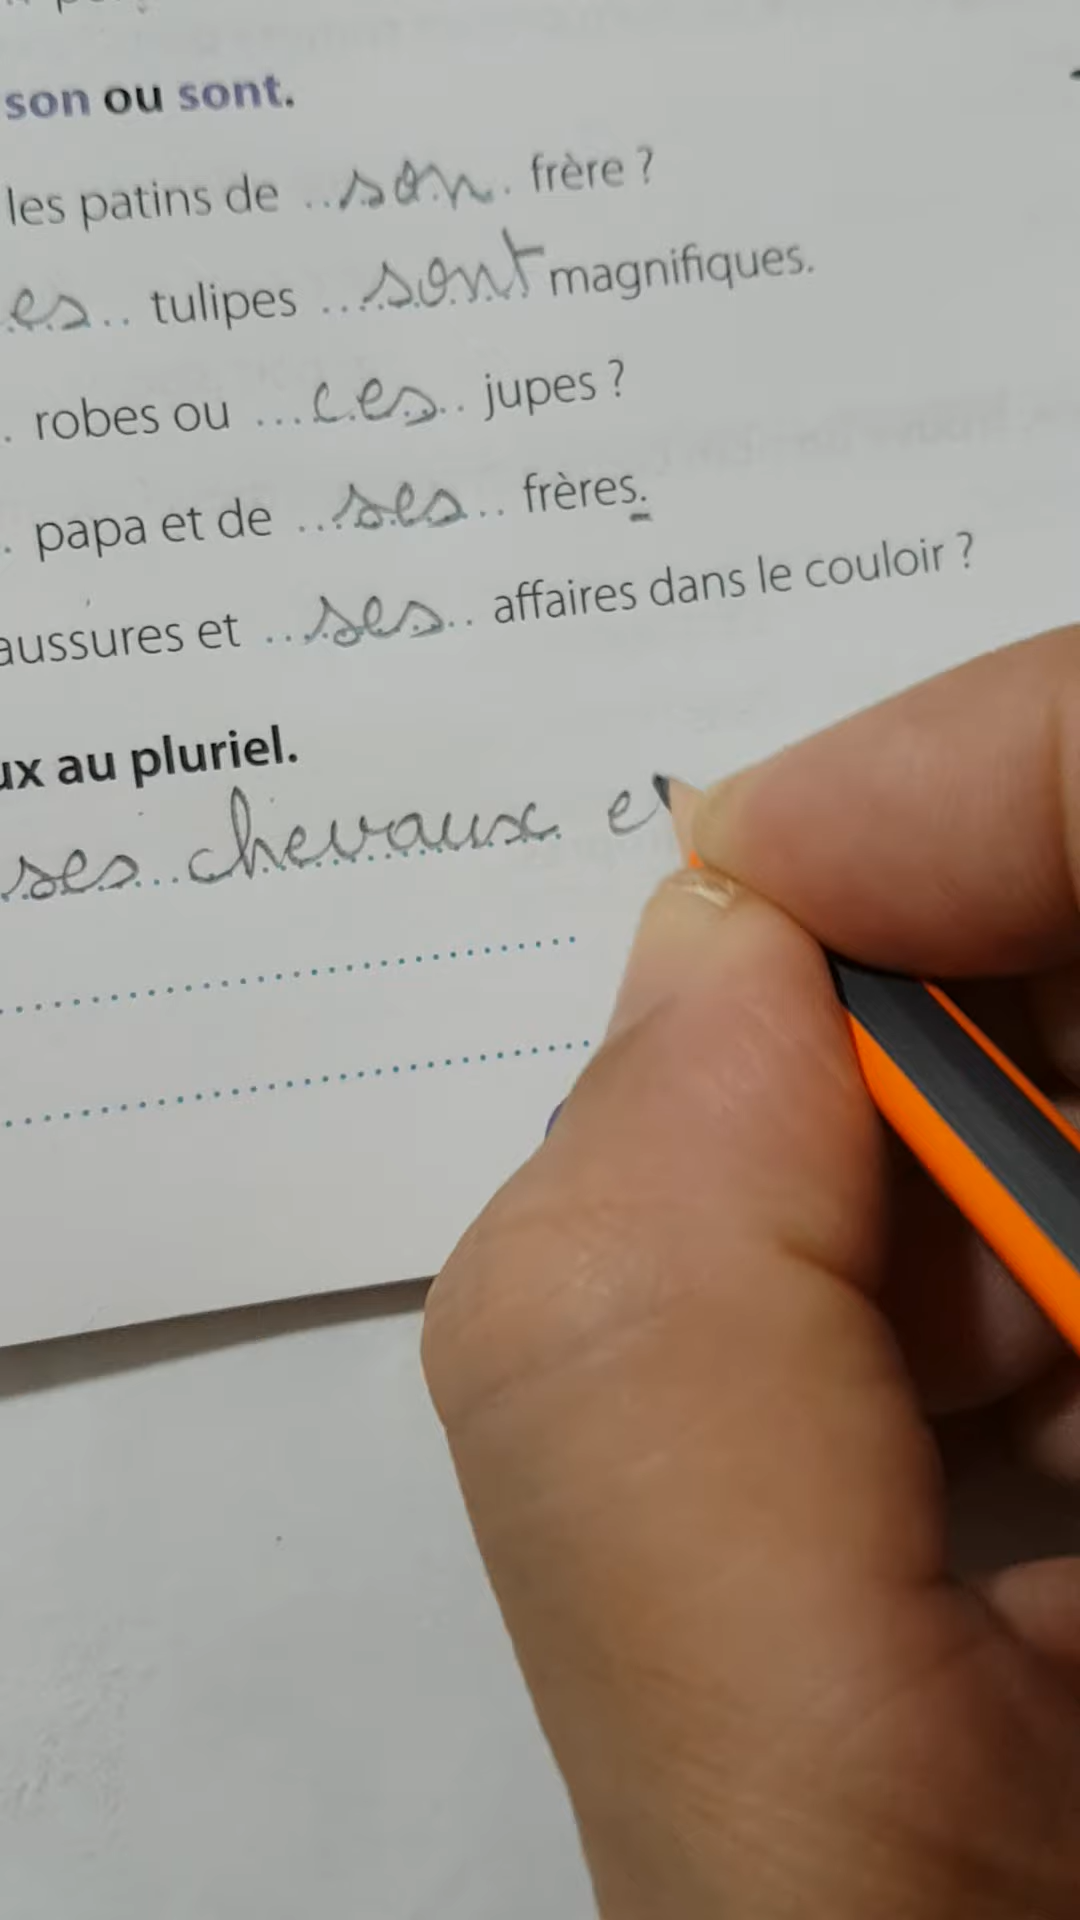 son ou sont.
les patins de ..son. frère ?
es.. tulipes ...sont magnifiques.
. robes ou ...ces.. jupes ?
. papa et de ..ses.. frères.
aussures et ..ses.. affaires dans le couloir ?
ux au pluriel.
ses...chevaux. e